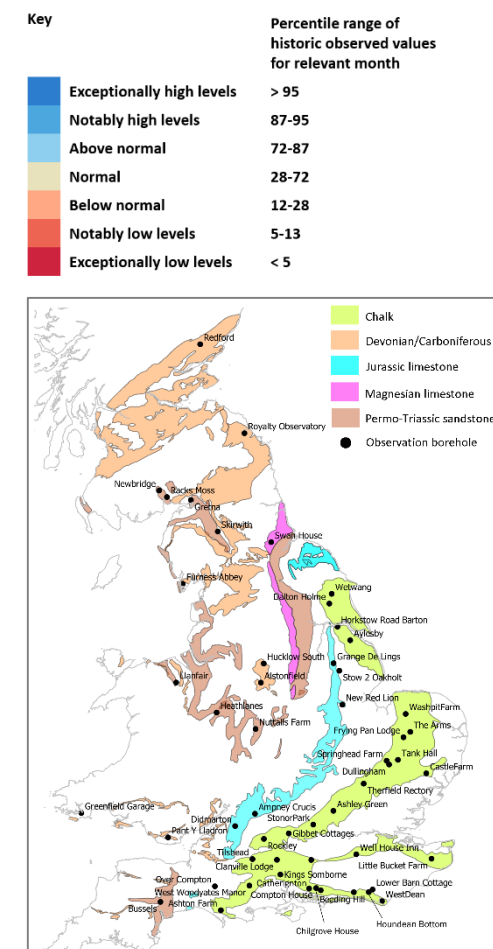 Key
Percentile range of
historic observed values
for relevant month
Exceptionally high levels > 95
Notably high levels 87-95
Above normal 72-87
Normal 28-72
Below normal 12-28
Notably low levels 5-13
Exceptionally low levels < 5
Chalk
Devonian/Carboniferous
Jurassic limestone
Magnesian limestone
Permo-Triassic sandstone
Observation borehole
Redford
Royalty Observatory
Newbridge
Racks Moss
Gretna
Skirwith
Swan House
Furness Abbey
Wetwang
Dalton Holme
Horkstow Road Barton
Aylesby
Hucklow South
Grange De Lings
Llanfair
Alstonfield
Stow 2 Oakholt
Heathlanes
New Red Lion
WashpitFarm
Nuttalls Farm
Frying Pan Lodge
The Arms
Springhead Farm
Tank Hall
Dullingham
CastleFarm
Therfield Rectory
Greenfield Garage
Ampney Crucis
Ashley Green
Didmarton
StonorPark
Pant Y Lladron
Gibbet Cottages
Rockley
Well House Inn
Tilshead
Clanville Lodge
Little Bucket Farm
Kings Somborne
Over Compton
West Woodyates Manor
Catherington
Lower Barn Cottage
Compton House
WestDean
Bussels
Ashton Farm
Beeding Hill
Houndean Bottom
Chilgrove House